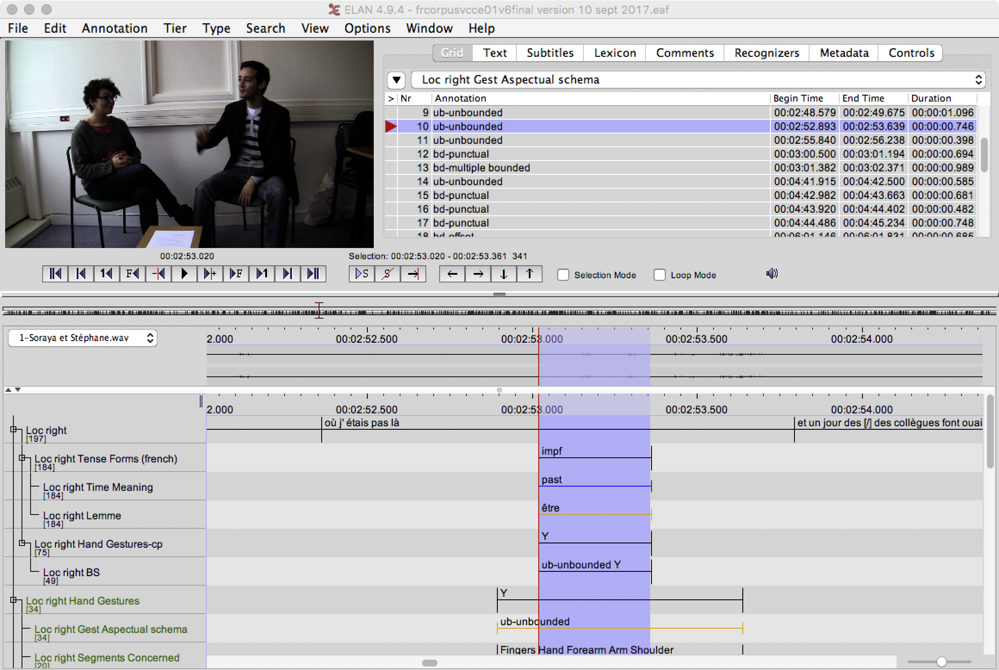 ELAN 4.9.4 - frcorpusvcce01v6final version 10 sept 2017.eaf
File Edit Annotation Tier Type Search View Options Window Help
Grid Text Subtitles Lexicon Comments Recognizers Metadata Controls
▼ Loc right Gest Aspectual schema
> Nr Annotation Begin Time End Time Duration
9 ub-unbounded 00:02:48.579 00:02:49.675 00:00:01.096
10 ub-unbounded 00:02:52.893 00:02:53.639 00:00:00.746
11 ub-unbounded 00:02:55.840 00:02:56.238 00:00:00.398
12 bd-punctual 00:03:00.500 00:03:01.194 00:00:00.694
13 bd-multiple bounded 00:03:01.382 00:03:02.371 00:00:00.989
14 ub-unbounded 00:04:41.915 00:04:42.500 00:00:00.585
15 bd-punctual 00:04:42.982 00:04:43.663 00:00:00.681
16 bd-punctual 00:04:43.920 00:04:44.402 00:00:00.482
17 bd-punctual 00:04:44.486 00:04:45.234 00:00:00.748
18 bd-offset 00:06:01.146 00:06:01.831 00:00:00.685
00:02:53.020
Selection: 00:02:53.020 - 00:02:53.361 341
1 F F 1 S S Selection Mode Loop Mode
1-Soraya et Stéphane.wav
2.000 00:02:52.500 00:02:53.000 00:02:53.500 00:02:54.000
2.000 00:02:52.500 00:02:53.000 00:02:53.500 00:02:54.000
Loc right où j' étais pas là et un jour des [/] des collègues font ouai
[197]
Loc right Tense Forms (french) impf
[184]
Loc right Time Meaning past
[184]
Loc right Lemme être
[184]
Loc right Hand Gestures-cp Y
[75]
Loc right BS ub-unbounded Y
[49]
Loc right Hand Gestures Y
[34]
Loc right Gest Aspectual schema ub-unbounded
[34]
Loc right Segments Concerned Fingers Hand Forearm Arm Shoulder
[20]